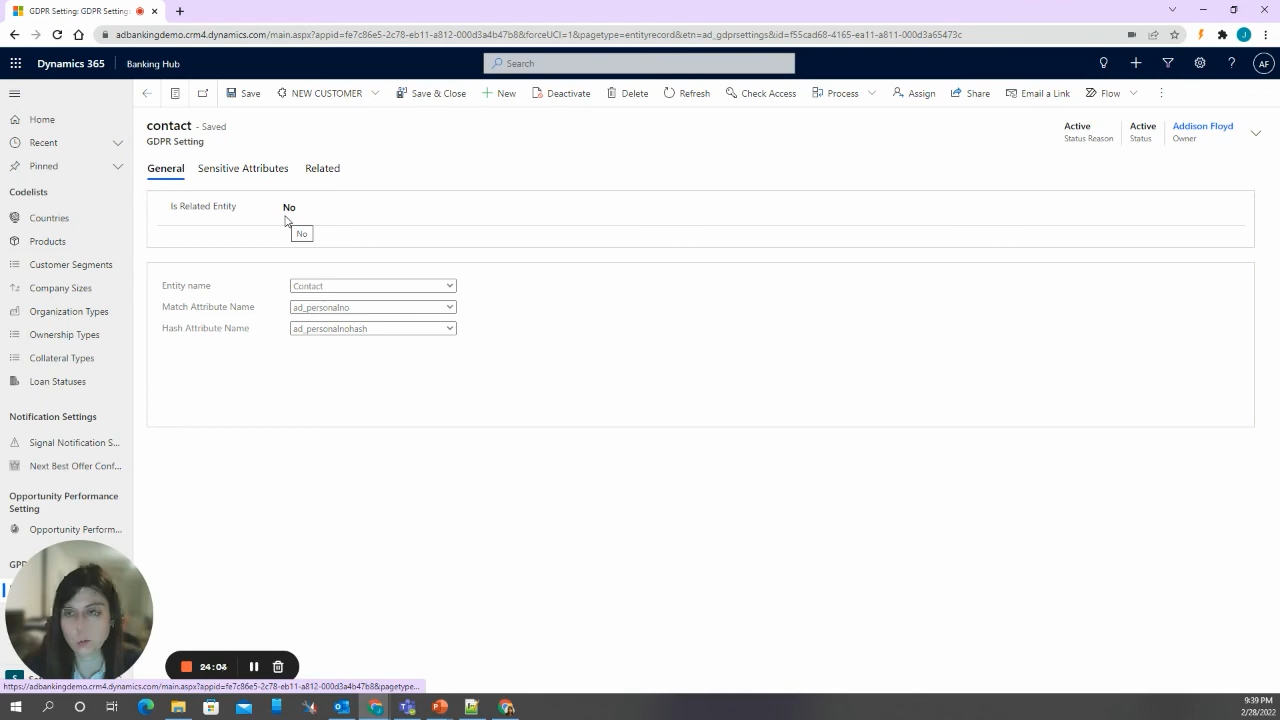 GDPR Setting: GDPR Setting:
adbankingdemo.crm4.dynamics.com/main.aspx?appid=fe7c86e5-2c78-eb11-a812-000d3a4b47b8&forceUCI=1&pagetype=entityrecord&etn=ad_gdprsettings&id=f55cad68-4165-ea11-a811-000d3a65473c
J
Dynamics 365
Banking Hub
Search
AF
Save
NEW CUSTOMER
Save & Close
New
Deactivate
Delete
Refresh
Check Access
Process
Assign
Share
Email a Link
Flow
Home
Recent
Pinned
Codelists
Countries
Products
Customer Segments
Company Sizes
Organization Types
Ownership Types
Collateral Types
Loan Statuses
Notification Settings
Signal Notification S...
Next Best Offer Conf...
Opportunity Performance
Setting
Opportunity Perform...
contact - Saved
GDPR Setting
Active
Status Reason
Active
Status
Addison Floyd
Owner
General
Sensitive Attributes
Related
Is Related Entity
No
No
Entity name
Contact
Match Attribute Name
ad_personalno
Hash Attribute Name
ad_personalnohash
24:04
https://adbankingdemo.crm4.dynamics.com/main.aspx?appid=fe7c86e5-2c78-eb11-a812-000d3a4b47b8&pagetype...
9:39 PM
2/28/2022